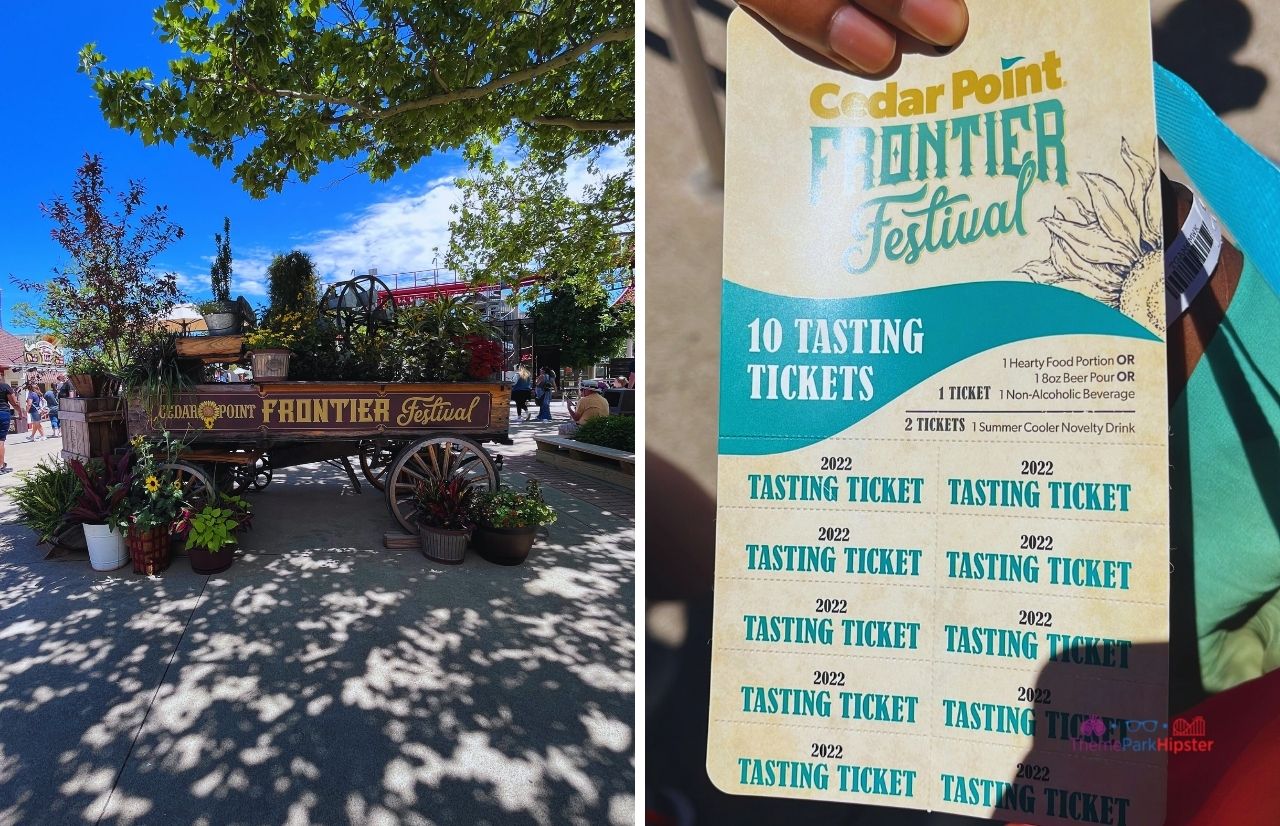 CEDAR POINT FRONTIER Festival
Cedar Point
FRONTIER
Festival
10 TASTING
TICKETS
1 Hearty Food Portion OR
1 8oz Beer Pour OR
1 TICKET 1 Non-Alcoholic Beverage
2 TICKETS 1 Summer Cooler Novelty Drink
2022 2022
TASTING TICKET TASTING TICKET
2022 2022
TASTING TICKET TASTING TICKET
2022 2022
TASTING TICKET TASTING TICKET
2022 2022
TASTING TICKET TASTING TICKET
2022 2022
TASTING TICKET TASTING TICKET
ThemeParkHipster